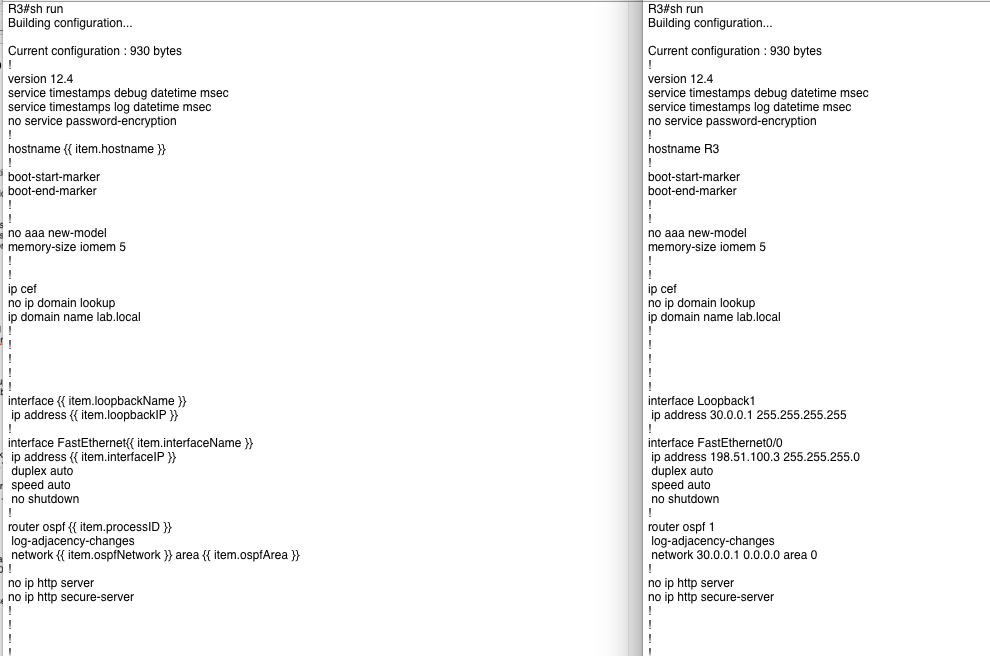 R3#sh run
Building configuration...
Current configuration : 930 bytes
!
version 12.4
service timestamps debug datetime msec
service timestamps log datetime msec
no service password-encryption
!
hostname {{ item.hostname }}
!
boot-start-marker
boot-end-marker
!
!
no aaa new-model
memory-size iomem 5
!
!
ip cef
no ip domain lookup
ip domain name lab.local
!
!
!
!
!
interface {{ item.loopbackName }}
 ip address {{ item.loopbackIP }}
!
interface FastEthernet{{ item.interfaceName }}
 ip address {{ item.interfaceIP }}
 duplex auto
 speed auto
 no shutdown
!
router ospf {{ item.processID }}
 log-adjacency-changes
 network {{ item.ospfNetwork }} area {{ item.ospfArea }}
!
no ip http server
no ip http secure-server
!
!
!
!
R3#sh run
Building configuration...
Current configuration : 930 bytes
!
version 12.4
service timestamps debug datetime msec
service timestamps log datetime msec
no service password-encryption
!
hostname R3
!
boot-start-marker
boot-end-marker
!
!
no aaa new-model
memory-size iomem 5
!
!
ip cef
no ip domain lookup
ip domain name lab.local
!
!
!
!
!
interface Loopback1
 ip address 30.0.0.1 255.255.255.255
!
interface FastEthernet0/0
 ip address 198.51.100.3 255.255.255.0
 duplex auto
 speed auto
 no shutdown
!
router ospf 1
 log-adjacency-changes
 network 30.0.0.1 0.0.0.0 area 0
!
no ip http server
no ip http secure-server
!
!
!
!